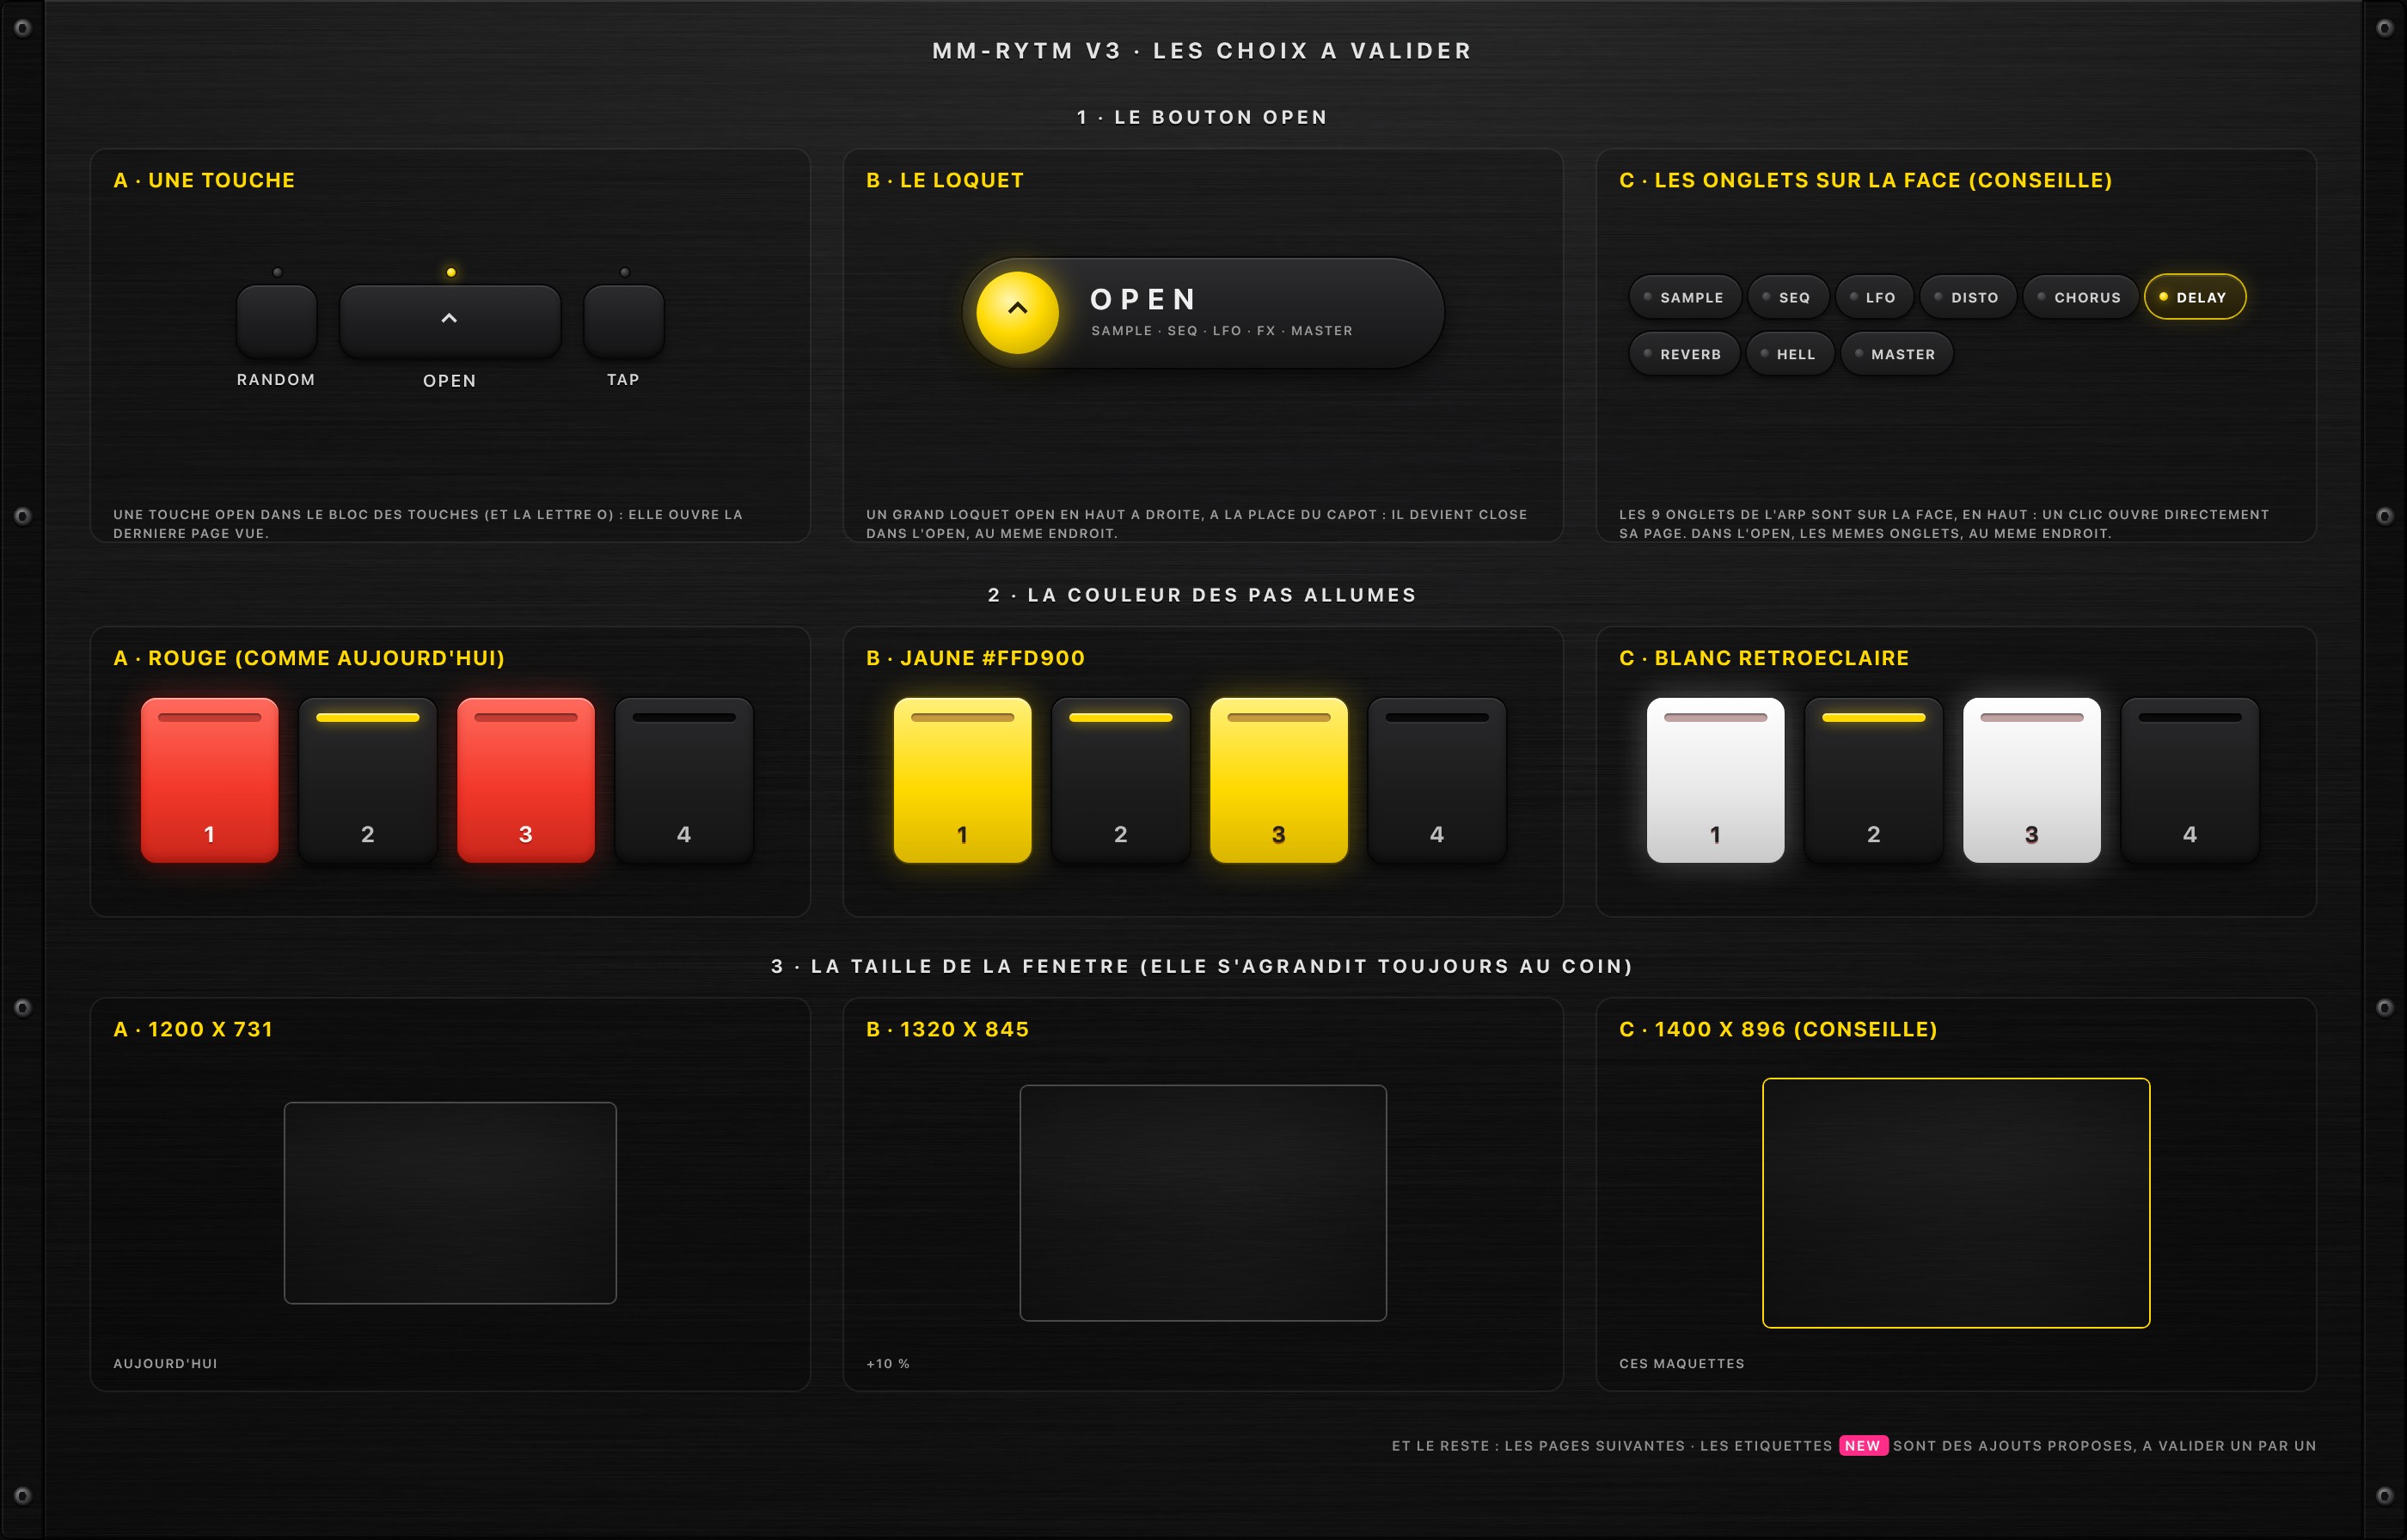 MM-RYTM V3 · LES CHOIX A VALIDER
1 · LE BOUTON OPEN
A · UNE TOUCHE
RANDOM
OPEN
TAP
UNE TOUCHE OPEN DANS LE BLOC DES TOUCHES (ET LA LETTRE O) : ELLE OUVRE LA
DERNIERE PAGE VUE.
B · LE LOQUET
OPEN
SAMPLE · SEQ · LFO · FX · MASTER
UN GRAND LOQUET OPEN EN HAUT A DROITE, A LA PLACE DU CAPOT : IL DEVIENT CLOSE
DANS L'OPEN, AU MEME ENDROIT.
C · LES ONGLETS SUR LA FACE (CONSEILLE)
SAMPLE SEQ LFO DISTO CHORUS DELAY
REVERB HELL MASTER
LES 9 ONGLETS DE L'ARP SONT SUR LA FACE, EN HAUT : UN CLIC OUVRE DIRECTEMENT
SA PAGE. DANS L'OPEN, LES MEMES ONGLETS, AU MEME ENDROIT.
2 · LA COULEUR DES PAS ALLUMES
A · ROUGE (COMME AUJOURD'HUI)
1 2 3 4
B · JAUNE #FFD900
1 2 3 4
C · BLANC RETROECLAIRE
1 2 3 4
3 · LA TAILLE DE LA FENETRE (ELLE S'AGRANDIT TOUJOURS AU COIN)
A · 1200 X 731
AUJOURD'HUI
B · 1320 X 845
+10 %
C · 1400 X 896 (CONSEILLE)
CES MAQUETTES
ET LE RESTE : LES PAGES SUIVANTES · LES ETIQUETTES NEW SONT DES AJOUTS PROPOSES, A VALIDER UN PAR UN